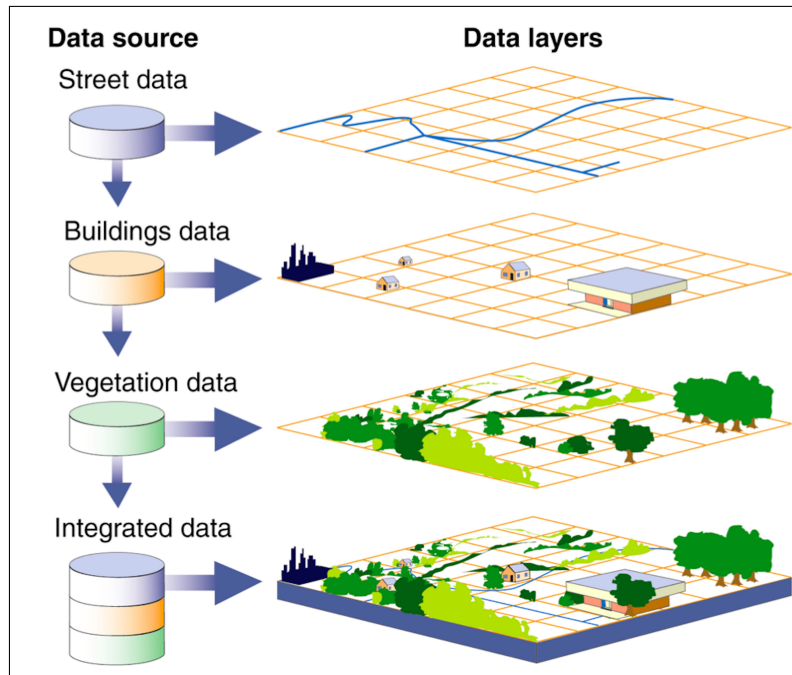 Data source
Data layers
Street data
Buildings data
Vegetation data
Integrated data